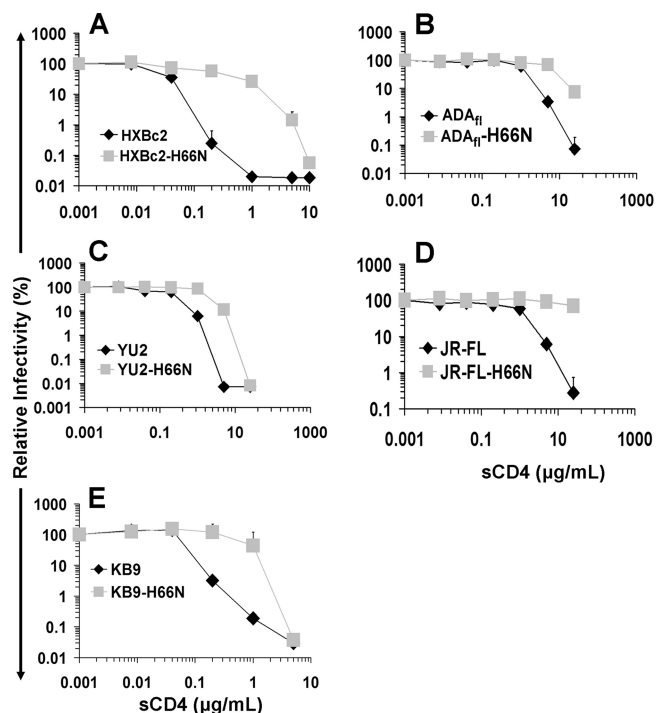 Relative Infectivity (%)
A
1000
100
10
1
0.1
0.01
HXBc2
HXBc2-H66N
0.001 0.01 0.1 1 10
B
1000
100
10
1
0.1
0.01
ADAfl
ADAfl-H66N
0.001 0.1 10 1000
C
1000
100
10
1
0.1
0.01
0.001
YU2
YU2-H66N
0.001 0.1 10 1000
D
1000
100
10
1
0.1
JR-FL
JR-FL-H66N
0.001 0.1 10 1000
sCD4 (µg/mL)
E
1000
100
10
1
0.1
0.01
KB9
KB9-H66N
0.001 0.01 0.1 1 10
sCD4 (µg/mL)